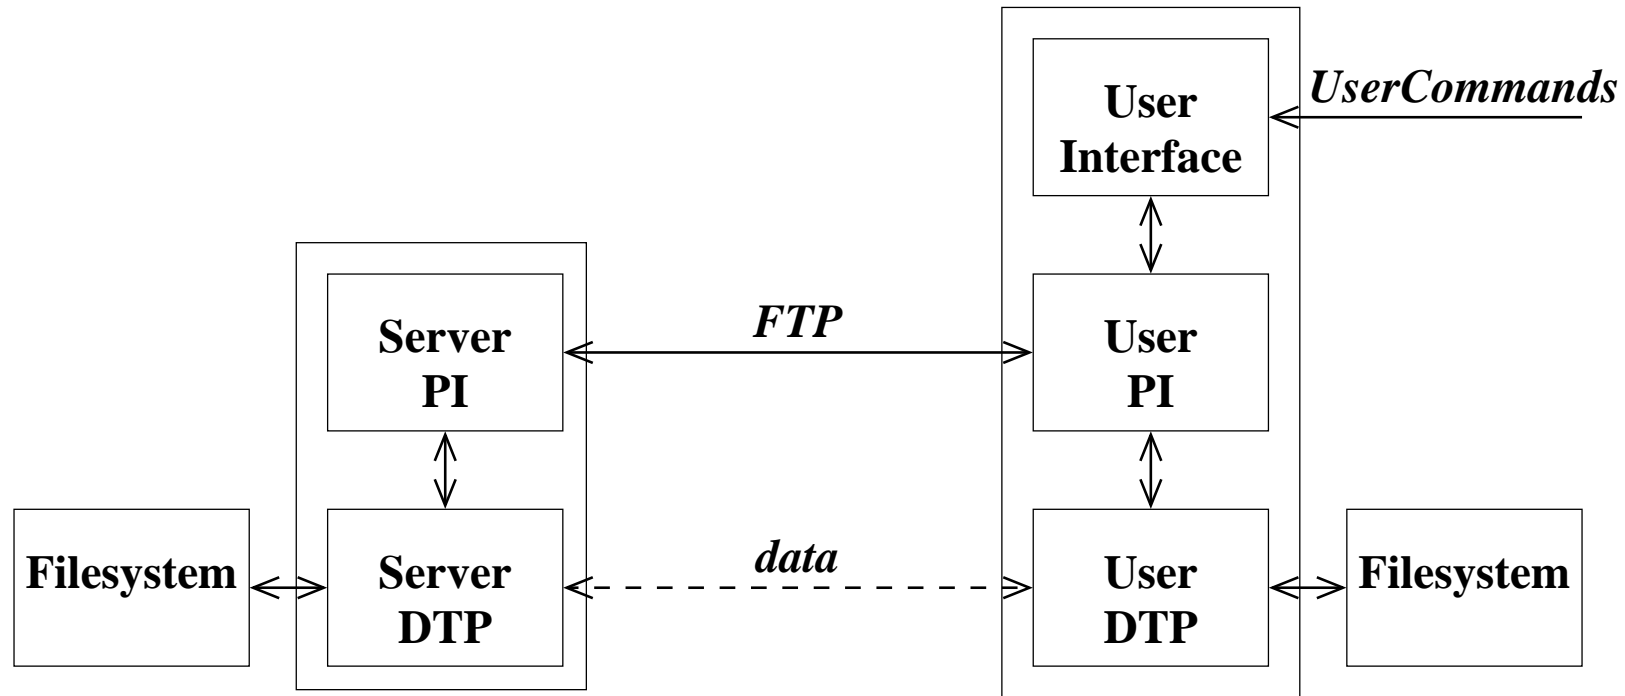 User
Interface
UserCommands
Server
PI
FTP
User
PI
Filesystem
Server
DTP
data
User
DTP
Filesystem